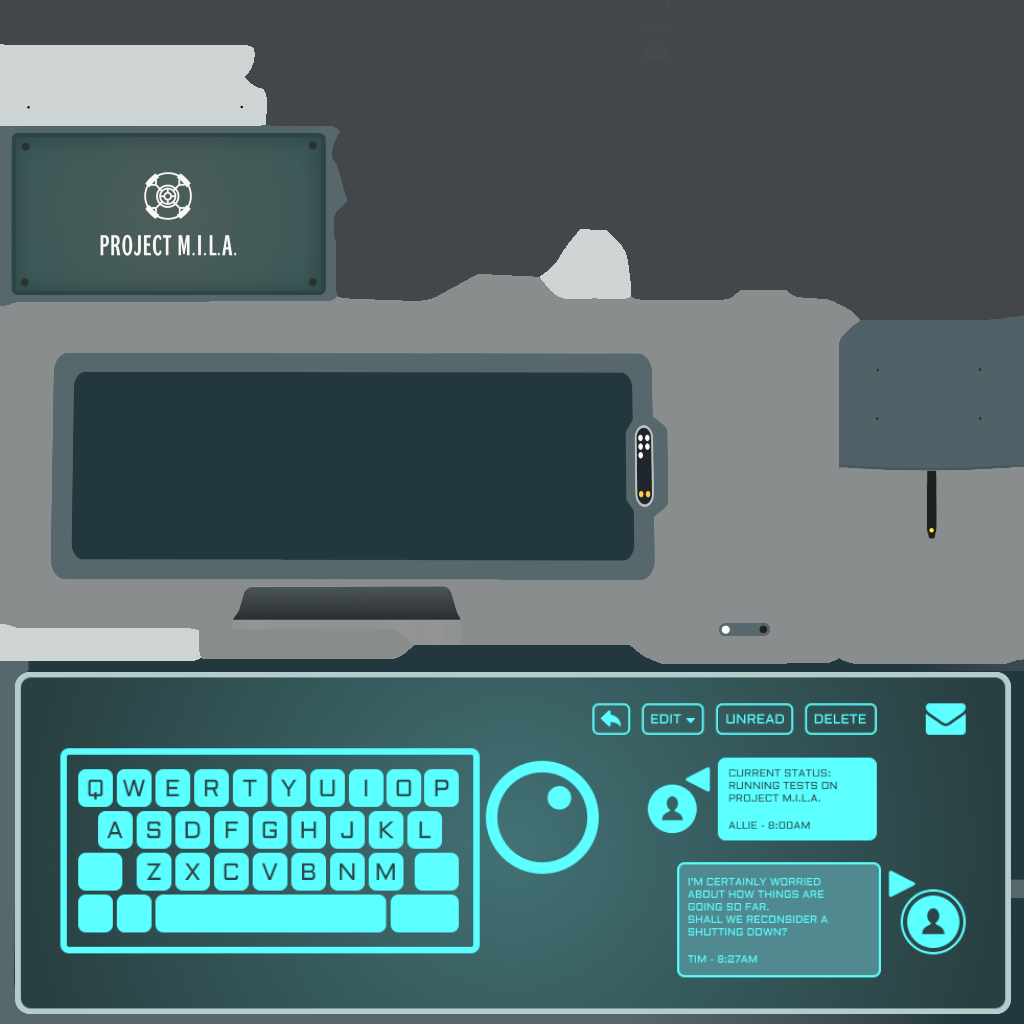 PROJECT M.I.L.A.
EDIT
UNREAD
DELETE
Q W E R T Y U I O P
A S D F G H J K L
Z X C V B N M
CURRENT STATUS:
RUNNING TESTS ON
PROJECT M.I.L.A.
ALLIE - 8:00AM
I'M CERTAINLY WORRIED
ABOUT HOW THINGS ARE
GOING SO FAR.
SHALL WE RECONSIDER A
SHUTTING DOWN?
TIM - 8:27AM